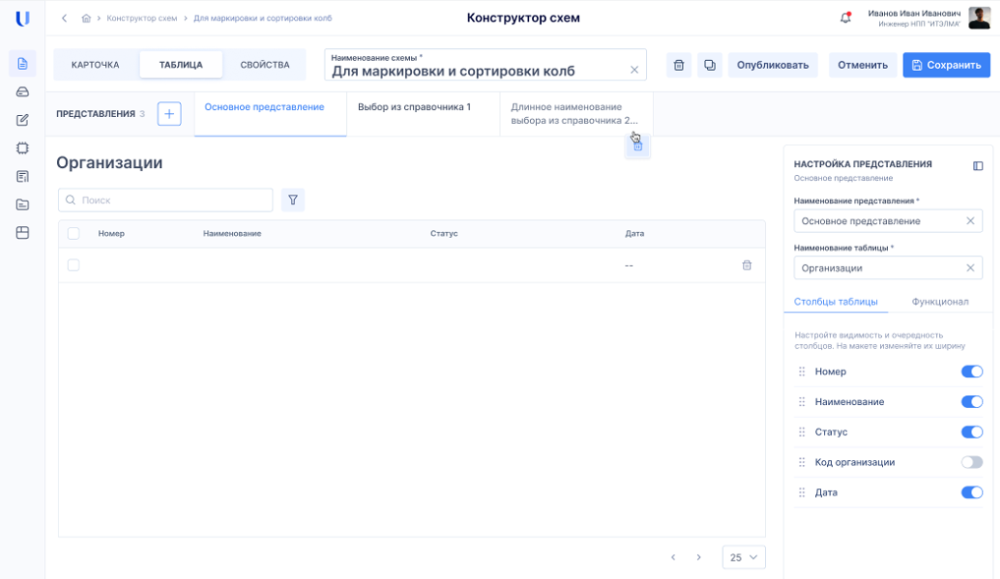 Конструктор схем
Для маркировки и сортировки колб
Конструктор схем
Иванов Иван Иванович
Инженер НПП "ИТЭЛМА"
КАРТОЧКА
ТАБЛИЦА
СВОЙСТВА
Наименование схемы *
Для маркировки и сортировки колб
Опубликовать
Отменить
Сохранить
ПРЕДСТАВЛЕНИЯ 3
Основное представление
Выбор из справочника 1
Длинное наименование
выбора из справочника 2...
Организации
Поиск
Номер
Наименование
Статус
Дата
--
25
НАСТРОЙКА ПРЕДСТАВЛЕНИЯ
Основное представление
Наименование представления *
Основное представление
Наименование таблицы *
Организации
Столбцы таблицы
Функционал
Настройте видимость и очередность
столбцов. На макете изменяйте их ширину
Номер
Наименование
Статус
Код организации
Дата